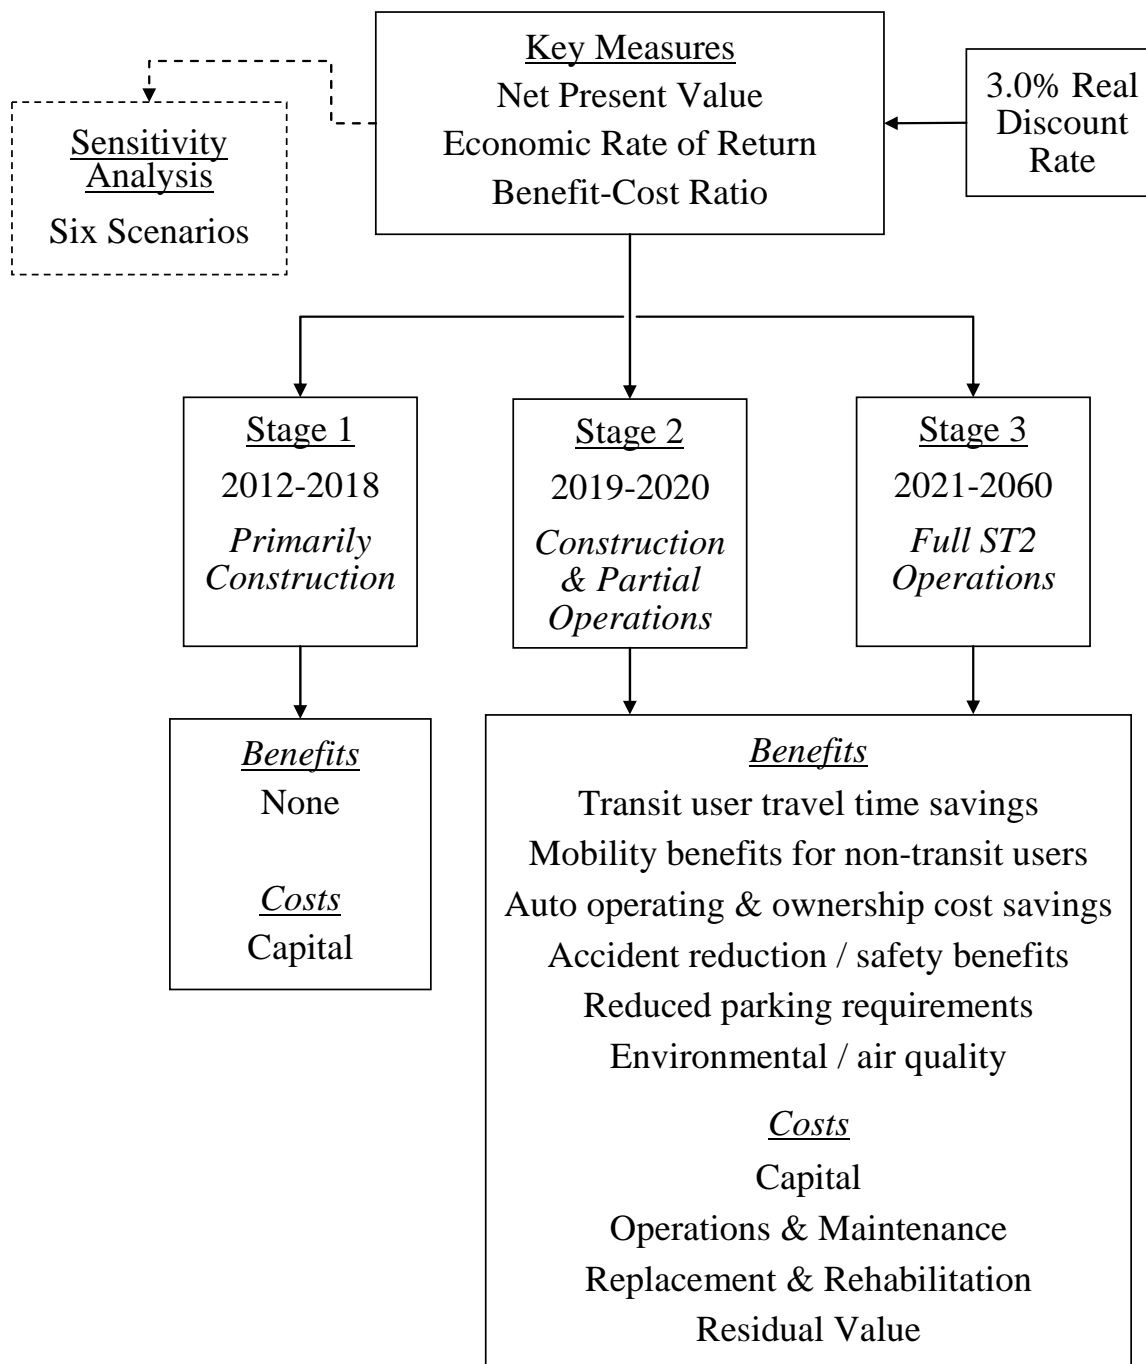 Key Measures
Net Present Value
Economic Rate of Return
Benefit-Cost Ratio
3.0% Real
Discount
Rate
Sensitivity
Analysis
Six Scenarios
Stage 1
2012-2018
Primarily
Construction
Stage 2
2019-2020
Construction
& Partial
Operations
Stage 3
2021-2060
Full ST2
Operations
Benefits
None
Costs
Capital
Benefits
Transit user travel time savings
Mobility benefits for non-transit users
Auto operating & ownership cost savings
Accident reduction / safety benefits
Reduced parking requirements
Environmental / air quality
Costs
Capital
Operations & Maintenance
Replacement & Rehabilitation
Residual Value